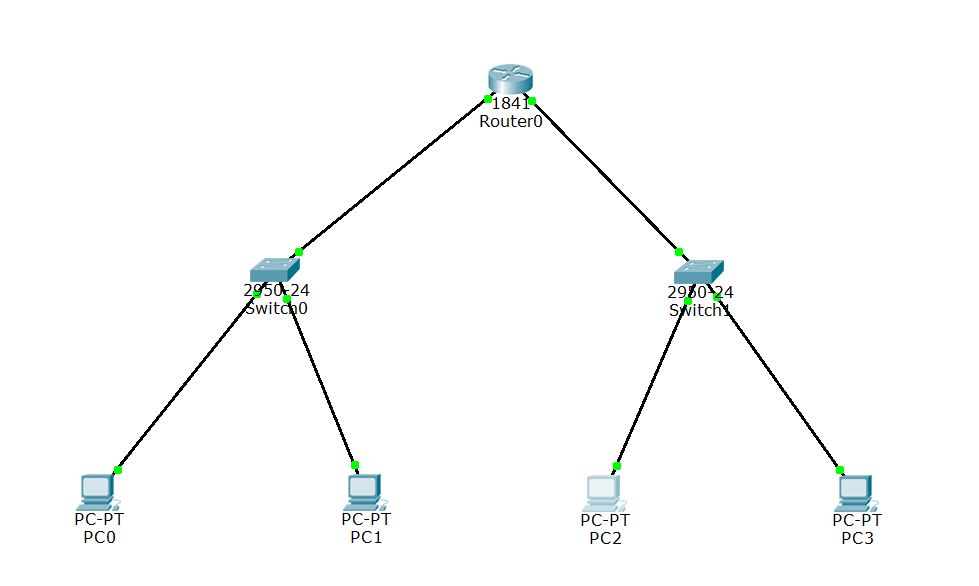 1841
Router0
2950-24
Switch0
2950-24
Switch1
PC-PT
PC0
PC-PT
PC1
PC-PT
PC2
PC-PT
PC3